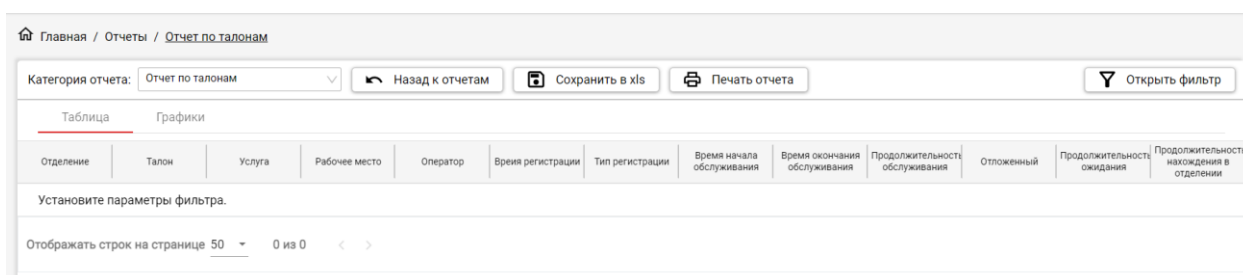 Главная / Отчеты / Отчет по талонам
Категория отчета: Отчет по талонам Назад к отчетам Сохранить в xls Печать отчета Открыть фильтр
Таблица Графики
Отделение Талон Услуга Рабочее место Оператор Время регистрации Тип регистрации Время начала обслуживания Время окончания обслуживания Продолжительность обслуживания Отложенный Продолжительность ожидания Продолжительность нахождения в отделении
Установите параметры фильтра.
Отображать строк на странице 50 0 из 0